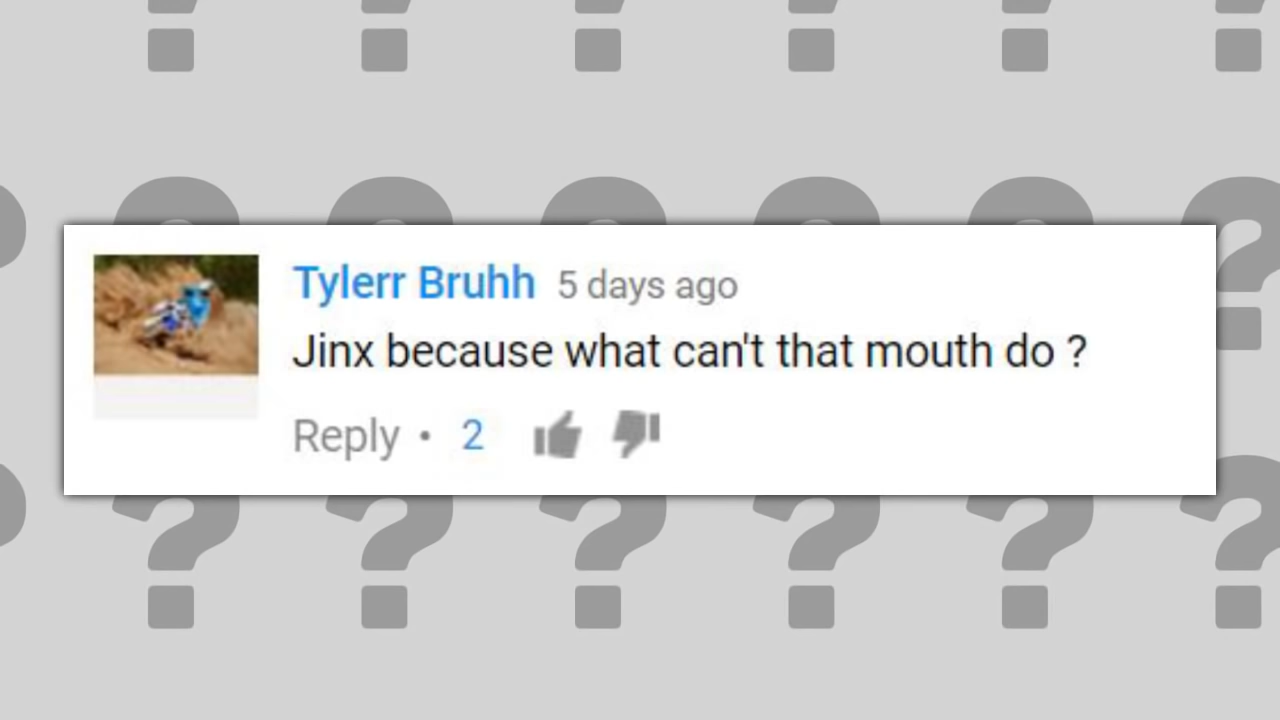 Tylerr Bruhh 5 days ago
Jinx because what can't that mouth do ?
Reply • 2